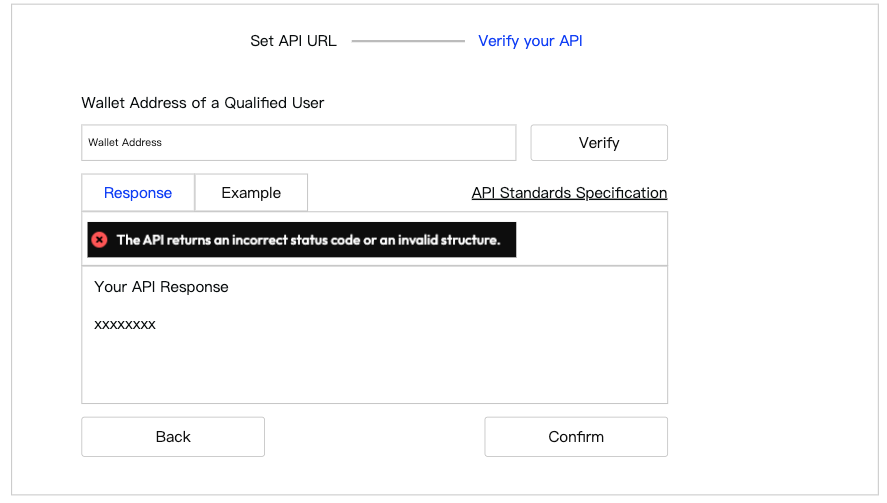 Set API URL Verify your API
Wallet Address of a Qualified User
Wallet Address Verify
Response Example API Standards Specification
The API returns an incorrect status code or an invalid structure.
Your API Response
xxxxxxxx
Back Confirm